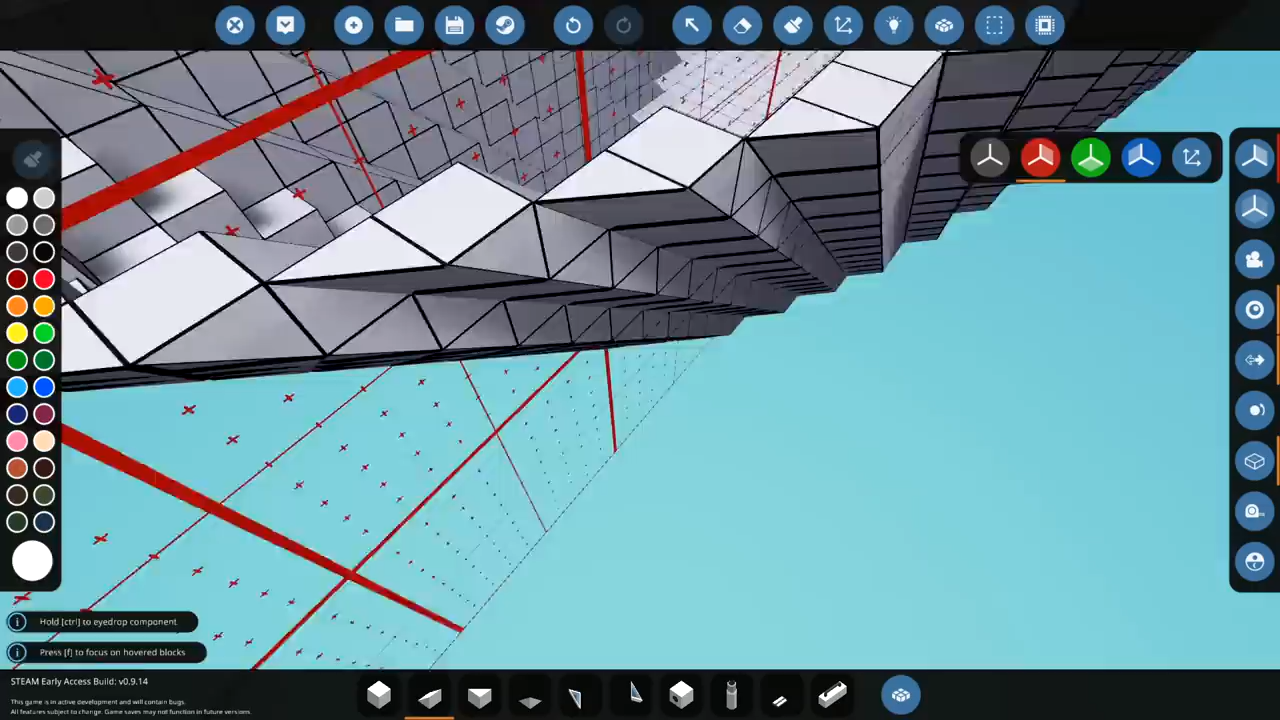 Hold [ctrl] to eyedrop component
Press [f] to focus on hovered blocks
STEAM Early Access Build: v0.9.14
This game is in active development and will contain bugs.
All features subject to change. Game saves may not function in future versions.